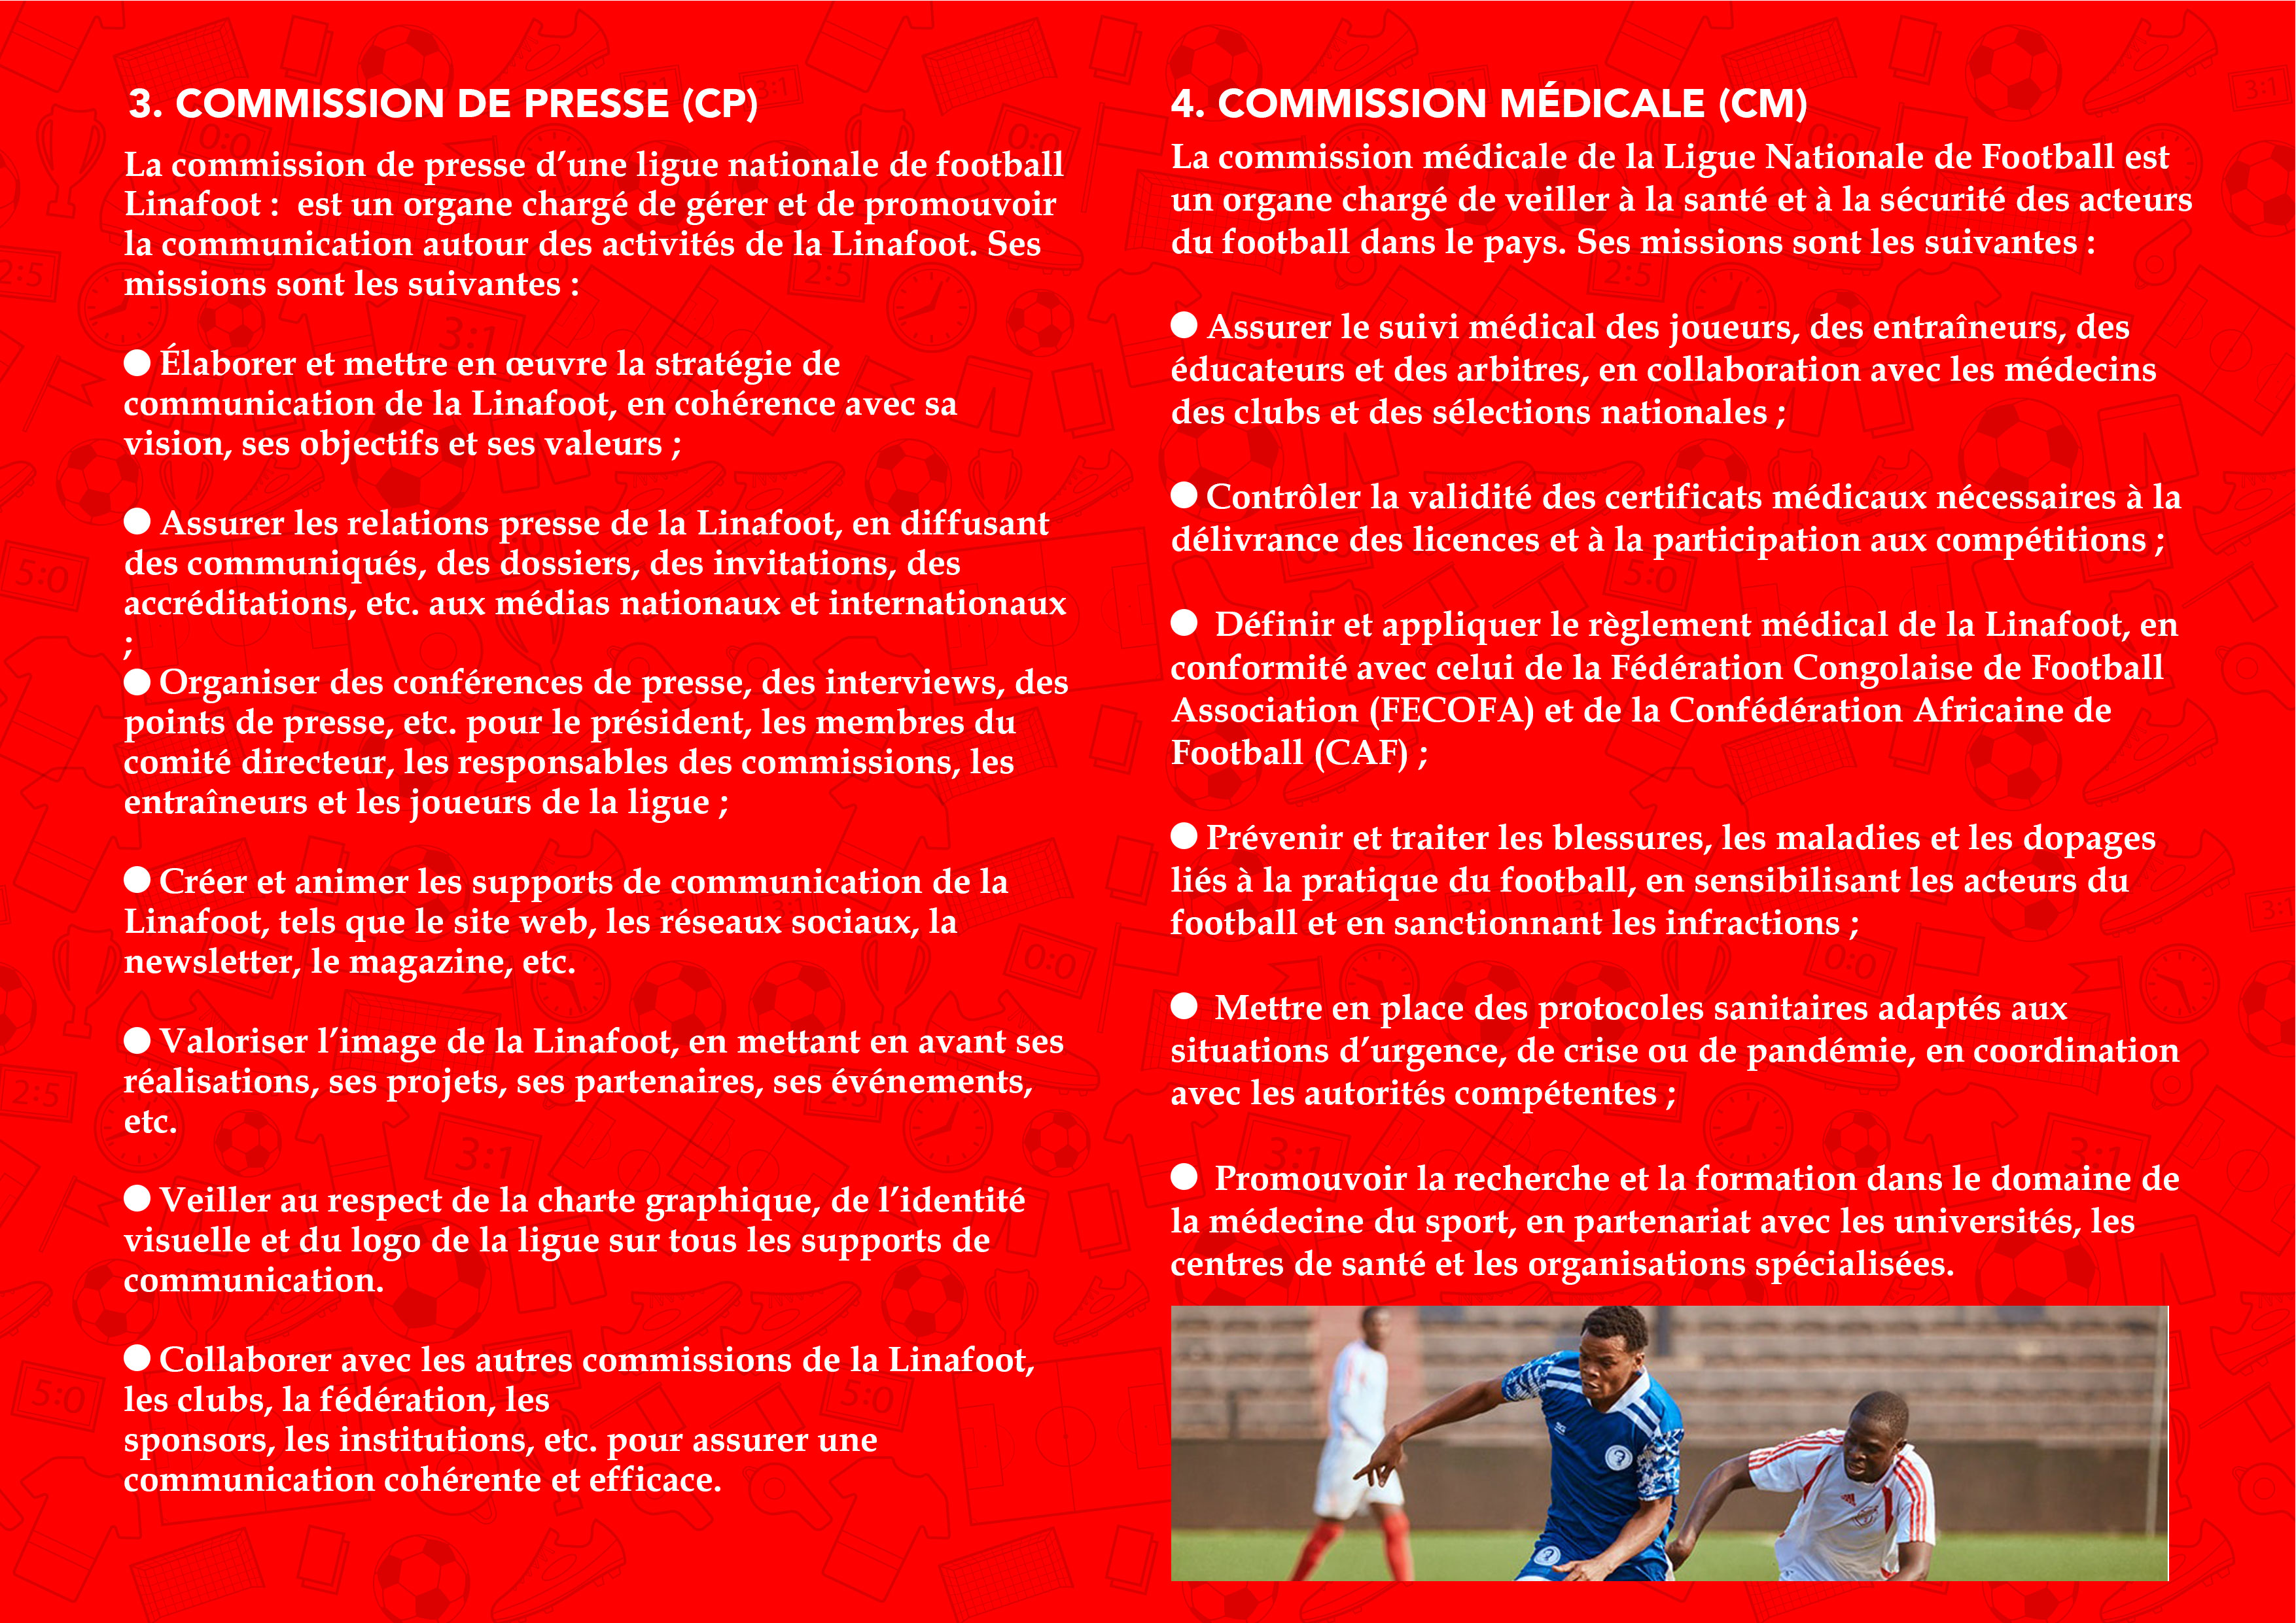 3. COMMISSION DE PRESSE (CP)
La commission de presse d’une ligue nationale de football
Linafoot :  est un organe chargé de gérer et de promouvoir
la communication autour des activités de la Linafoot. Ses
missions sont les suivantes :
● Élaborer et mettre en œuvre la stratégie de
communication de la Linafoot, en cohérence avec sa
vision, ses objectifs et ses valeurs ;
● Assurer les relations presse de la Linafoot, en diffusant
des communiqués, des dossiers, des invitations, des
accréditations, etc. aux médias nationaux et internationaux
;
● Organiser des conférences de presse, des interviews, des
points de presse, etc. pour le président, les membres du
comité directeur, les responsables des commissions, les
entraîneurs et les joueurs de la ligue ;
● Créer et animer les supports de communication de la
Linafoot, tels que le site web, les réseaux sociaux, la
newsletter, le magazine, etc.
● Valoriser l’image de la Linafoot, en mettant en avant ses
réalisations, ses projets, ses partenaires, ses événements,
etc.
● Veiller au respect de la charte graphique, de l’identité
visuelle et du logo de la ligue sur tous les supports de
communication.
● Collaborer avec les autres commissions de la Linafoot,
les clubs, la fédération, les
sponsors, les institutions, etc. pour assurer une
communication cohérente et efficace.
4. COMMISSION MÉDICALE (CM)
La commission médicale de la Ligue Nationale de Football est
un organe chargé de veiller à la santé et à la sécurité des acteurs
du football dans le pays. Ses missions sont les suivantes :
● Assurer le suivi médical des joueurs, des entraîneurs, des
éducateurs et des arbitres, en collaboration avec les médecins
des clubs et des sélections nationales ;
● Contrôler la validité des certificats médicaux nécessaires à la
délivrance des licences et à la participation aux compétitions ;
●  Définir et appliquer le règlement médical de la Linafoot, en
conformité avec celui de la Fédération Congolaise de Football
Association (FECOFA) et de la Confédération Africaine de
Football (CAF) ;
● Prévenir et traiter les blessures, les maladies et les dopages
liés à la pratique du football, en sensibilisant les acteurs du
football et en sanctionnant les infractions ;
●  Mettre en place des protocoles sanitaires adaptés aux
situations d’urgence, de crise ou de pandémie, en coordination
avec les autorités compétentes ;
●  Promouvoir la recherche et la formation dans le domaine de
la médecine du sport, en partenariat avec les universités, les
centres de santé et les organisations spécialisées.